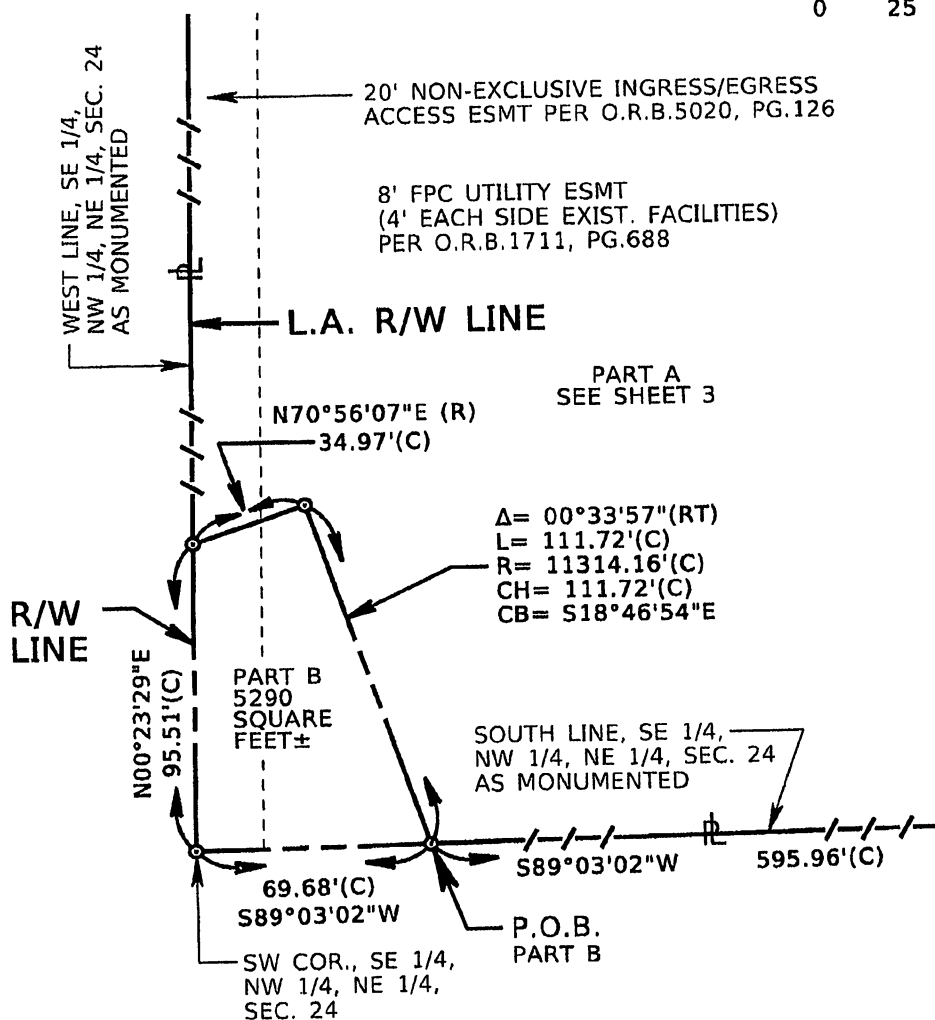 0 25
WEST LINE, SE 1/4,
NW 1/4, NE 1/4, SEC. 24
AS MONUMENTED
20' NON-EXCLUSIVE INGRESS/EGRESS
ACCESS ESMT PER O.R.B.5020, PG.126
8' FPC UTILITY ESMT
(4' EACH SIDE EXIST. FACILITIES)
PER O.R.B.1711, PG.688
PL
L.A. R/W LINE
PART A
SEE SHEET 3
N70°56'07"E (R)
34.97'(C)
Δ= 00°33'57"(RT)
L= 111.72'(C)
R= 11314.16'(C)
CH= 111.72'(C)
CB= S18°46'54"E
R/W
LINE
N00°23'29"E
95.51'(C)
PART B
5290
SQUARE
FEET±
SOUTH LINE, SE 1/4,
NW 1/4, NE 1/4, SEC. 24
AS MONUMENTED
PL
S89°03'02"W
595.96'(C)
69.68'(C)
S89°03'02"W
P.O.B.
PART B
SW COR., SE 1/4,
NW 1/4, NE 1/4,
SEC. 24